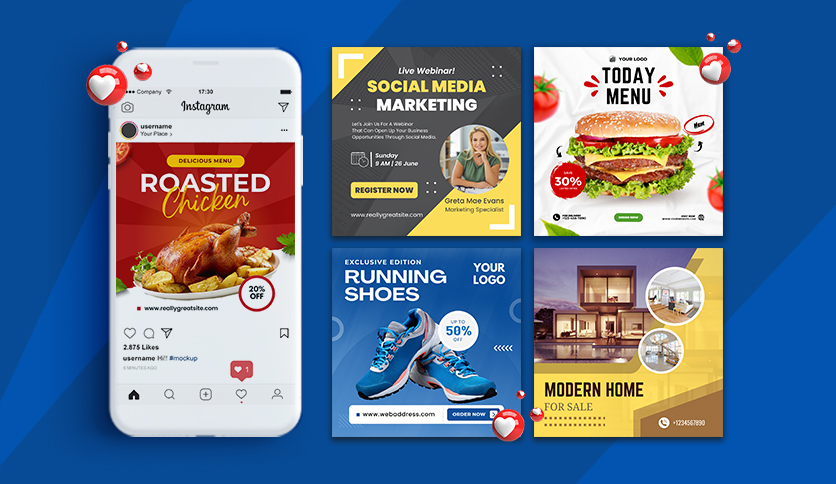 Company
17:30
Instagram
username
Your Place >
DELICIOUS MENU
ROASTED
Chicken
20%
OFF
www.reallygreatsite.com
2.875 Likes
username Hi!! #mockup
6 MINUTES AGO
1
Live Webinar!
SOCIAL MEDIA
MARKETING
Let's Join Us For A Webinar
That Can Open Up Your Business
Opportunities Through Social Media.
Sunday
9 AM | 26 June
REGISTER NOW
www.reallygreatsite.com
Greta Mae Evans
Marketing Specialist
YOUR LOGO
TODAY
MENU
New
SAVE
30%
ORDER NOW
EXCLUSIVE EDITION
RUNNING
SHOES
YOUR
LOGO
UP TO
50%
OFF
www.webaddress.com
ORDER NOW
MODERN HOME
FOR SALE
+1234567890